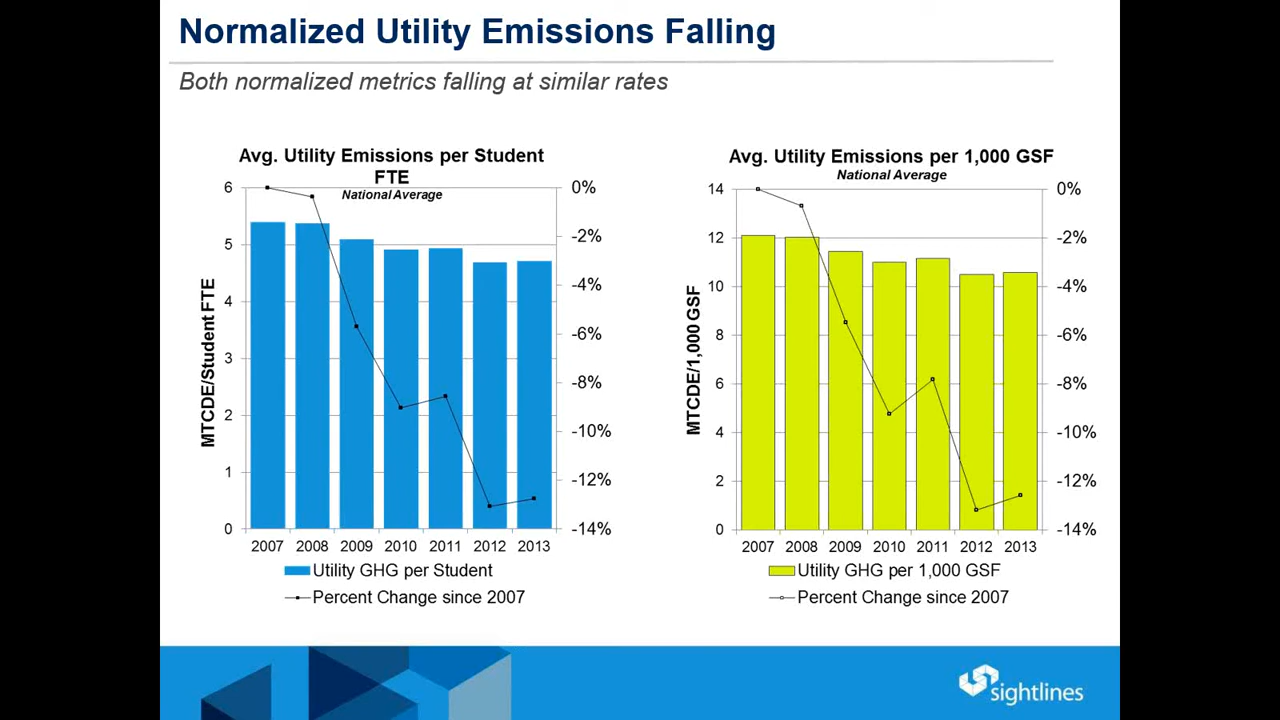 Normalized Utility Emissions Falling
Both normalized metrics falling at similar rates
Avg. Utility Emissions per Student
FTE
National Average
6
5
4
3
2
1
0
MTCDE/Student FTE
0%
-2%
-4%
-6%
-8%
-10%
-12%
-14%
2007 2008 2009 2010 2011 2012 2013
Utility GHG per Student
Percent Change since 2007
Avg. Utility Emissions per 1,000 GSF
National Average
14
12
10
8
6
4
2
0
MTCDE/1,000 GSF
0%
-2%
-4%
-6%
-8%
-10%
-12%
-14%
2007 2008 2009 2010 2011 2012 2013
Utility GHG per 1,000 GSF
Percent Change since 2007
sightlines